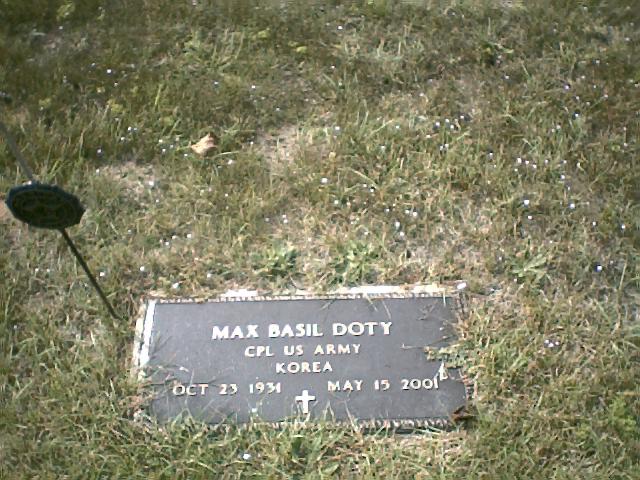 MAX BASIL DOTY
CPL US ARMY
KOREA
OCT 23 1931 MAY 15 2001